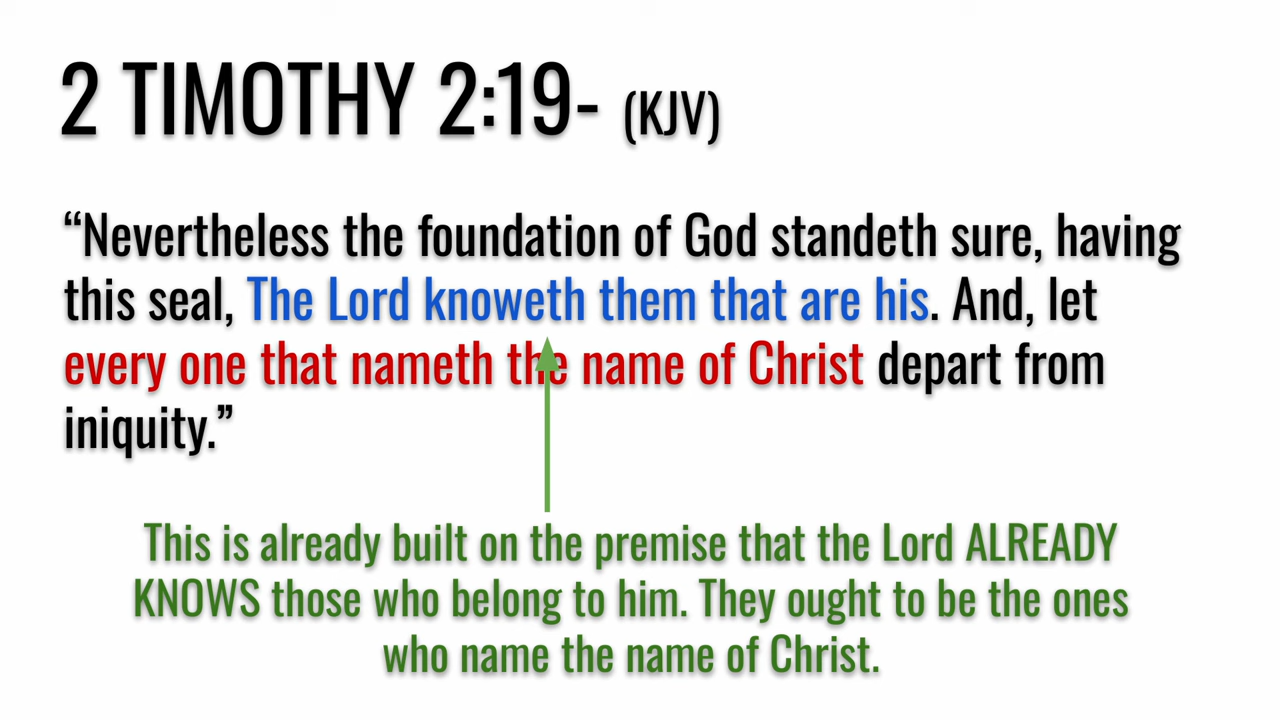 2 TIMOTHY 2:19- (KJV)
“Nevertheless the foundation of God standeth sure, having
this seal, The Lord knoweth them that are his. And, let
every one that nameth the name of Christ depart from
iniquity.”
This is already built on the premise that the Lord ALREADY
KNOWS those who belong to him. They ought to be the ones
who name the name of Christ.